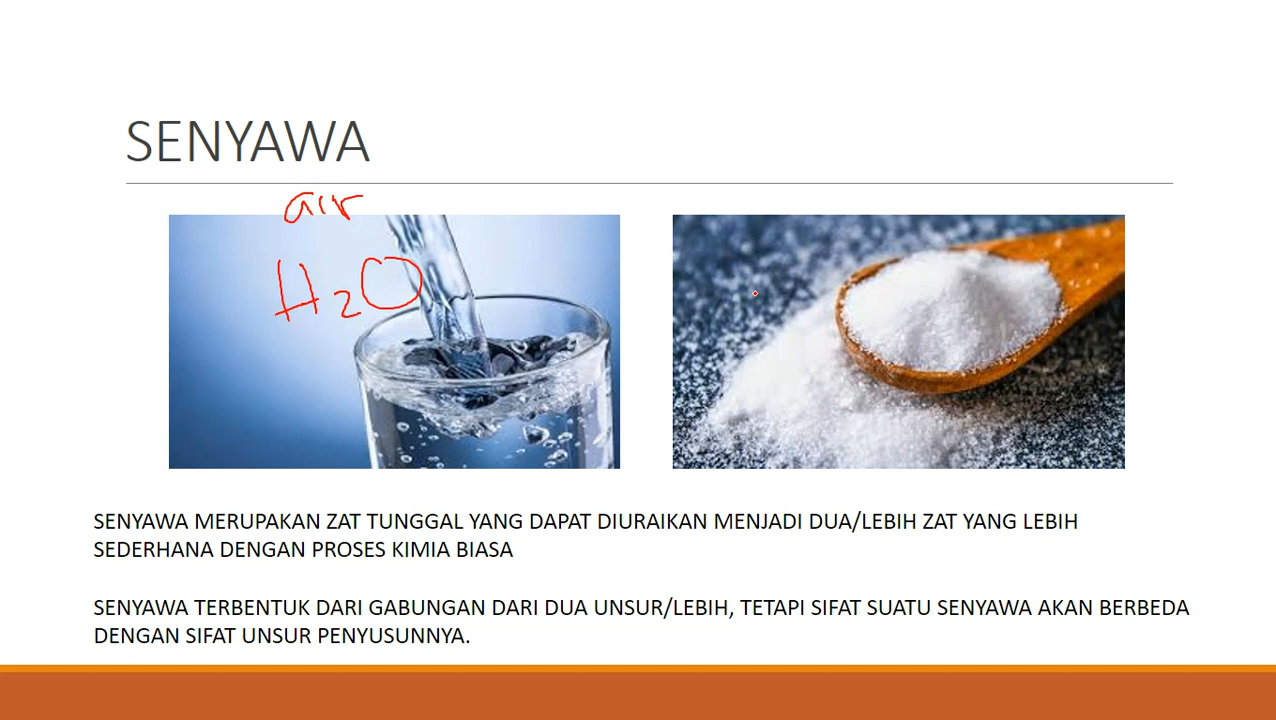 SENYAWA
air
H₂O
SENYAWA MERUPAKAN ZAT TUNGGAL YANG DAPAT DIURAIKAN MENJADI DUA/LEBIH ZAT YANG LEBIH
SEDERHANA DENGAN PROSES KIMIA BIASA
SENYAWA TERBENTUK DARI GABUNGAN DARI DUA UNSUR/LEBIH, TETAPI SIFAT SUATU SENYAWA AKAN BERBEDA
DENGAN SIFAT UNSUR PENYUSUNNYA.